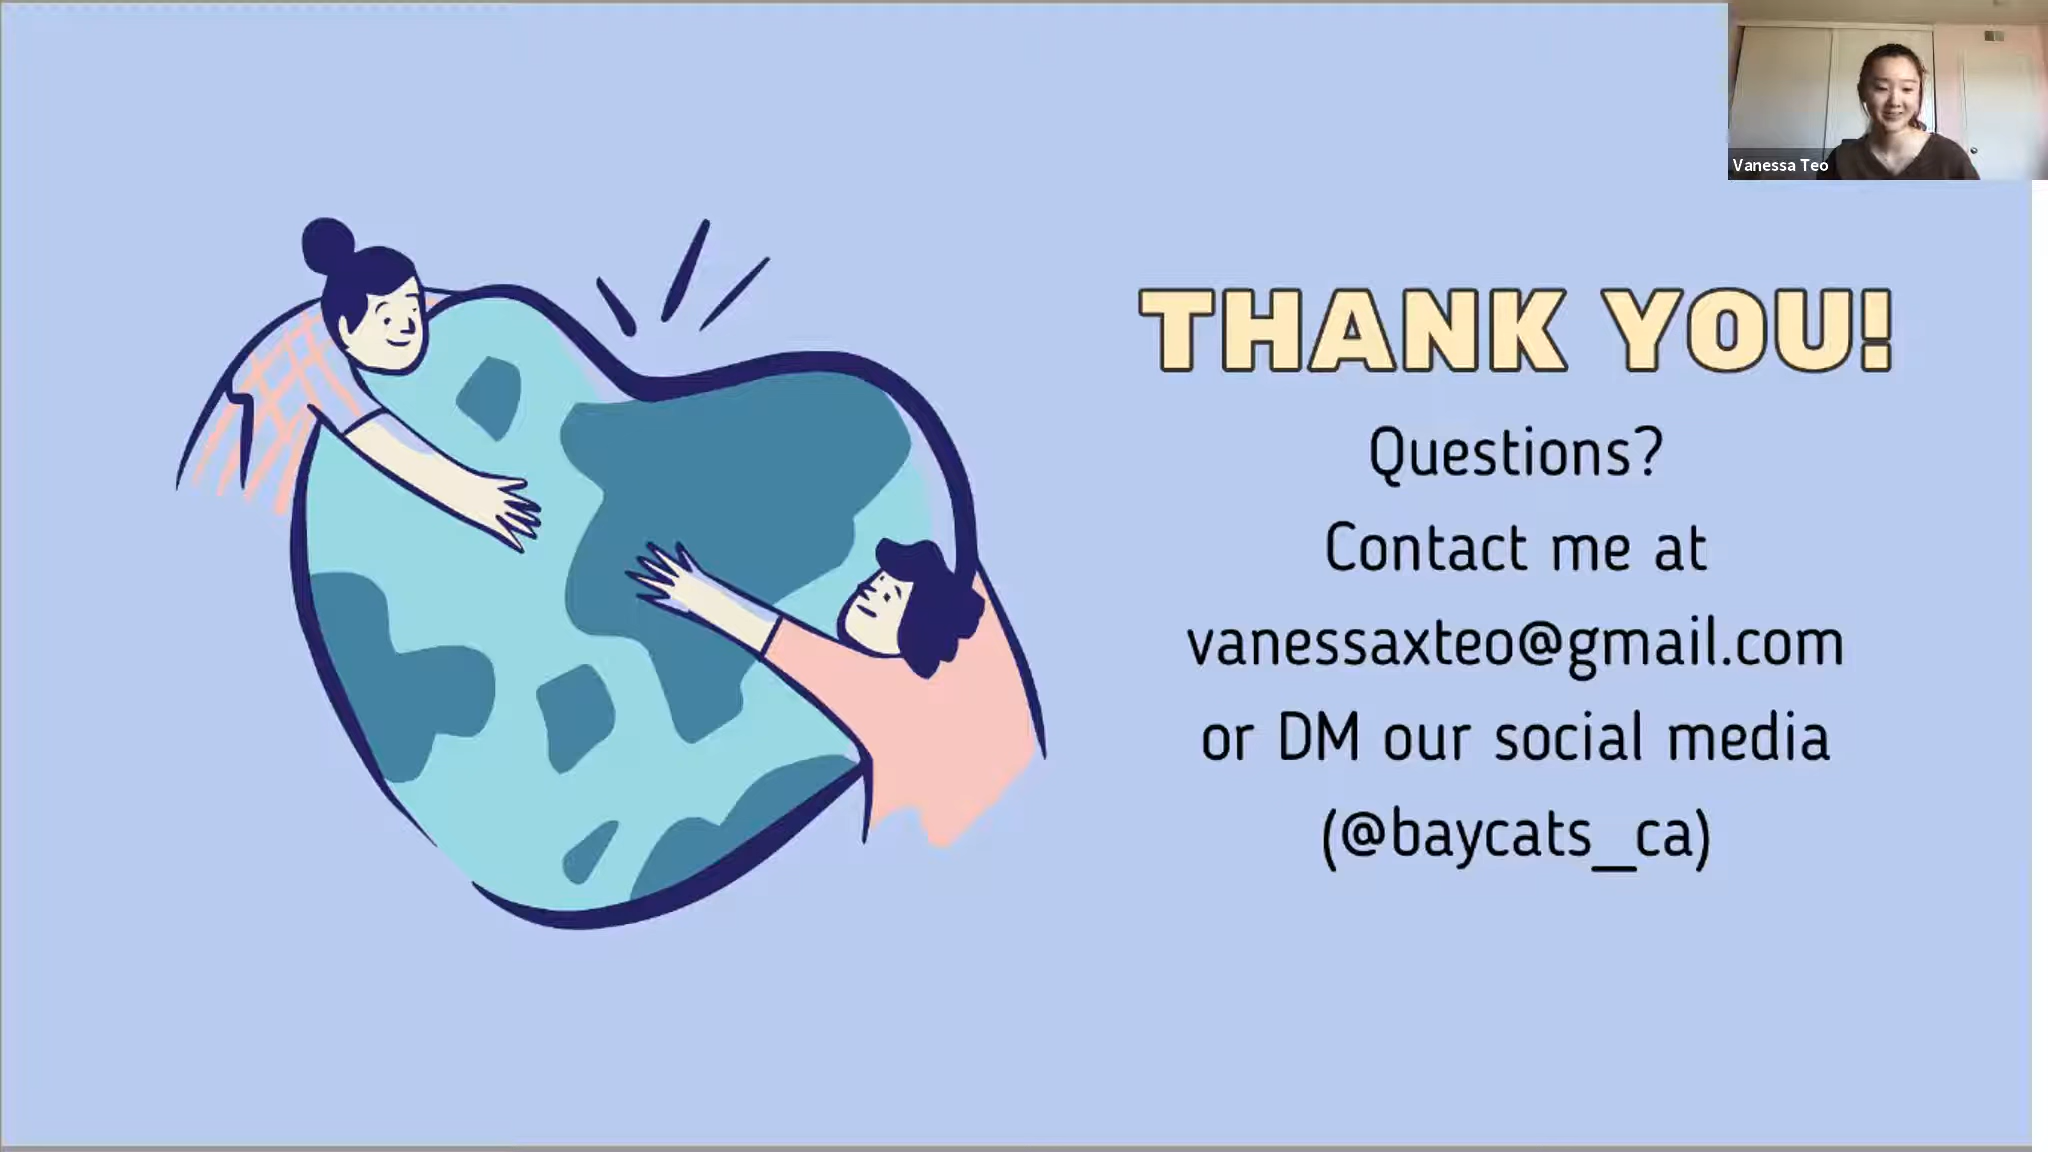 Vanessa Teo
THANK YOU!
Questions?
Contact me at
vanessaxteo@gmail.com
or DM our social media
(@baycats_ca)